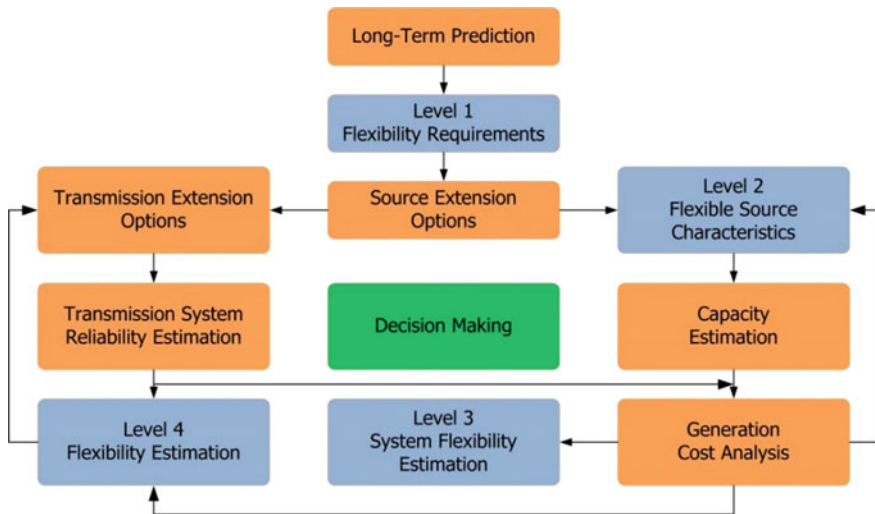 Long-Term Prediction
Level 1
Flexibility Requirements
Transmission Extension
Options
Source Extension
Options
Level 2
Flexible Source
Characteristics
Transmission System
Reliability Estimation
Decision Making
Capacity
Estimation
Level 4
Flexibility Estimation
Level 3
System Flexibility
Estimation
Generation
Cost Analysis